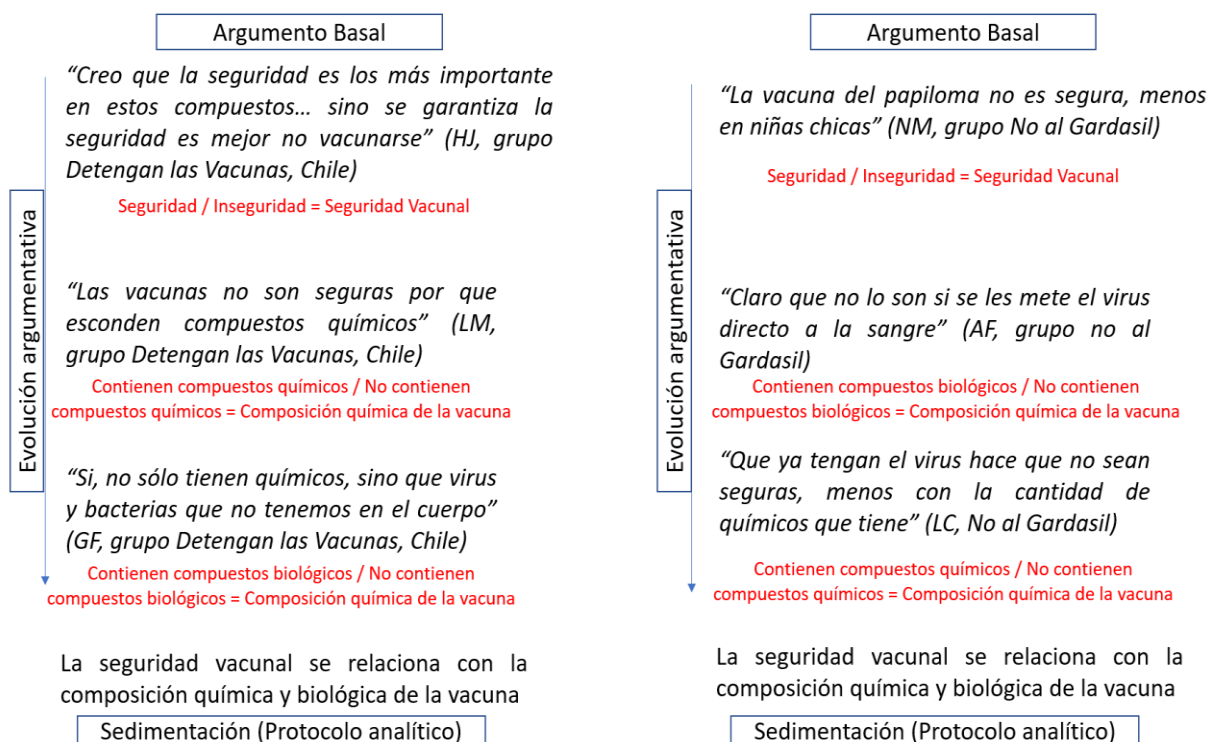 Argumento Basal
“Creo que la seguridad es los más importante
en estos compuestos… sino se garantiza la
seguridad es mejor no vacunarse” (HJ, grupo
Detengan las Vacunas, Chile)
Seguridad / Inseguridad = Seguridad Vacunal
Evolución argumentativa
“Las vacunas no son seguras por que
esconden compuestos químicos” (LM,
grupo Detengan las Vacunas, Chile)
Contienen compuestos químicos / No contienen
compuestos químicos = Composición química de la vacuna
“Si, no sólo tienen químicos, sino que virus
y bacterias que no tenemos en el cuerpo”
(GF, grupo Detengan las Vacunas, Chile)
Contienen compuestos biológicos / No contienen
compuestos biológicos = Composición química de la vacuna
La seguridad vacunal se relaciona con la
composición química y biológica de la vacuna
Sedimentación (Protocolo analítico)
Argumento Basal
“La vacuna del papiloma no es segura, menos
en niñas chicas” (NM, grupo No al Gardasil)
Seguridad / Inseguridad = Seguridad Vacunal
Evolución argumentativa
“Claro que no lo son si se les mete el virus
directo a la sangre” (AF, grupo no al
Gardasil)
Contienen compuestos biológicos / No contienen
compuestos biológicos = Composición química de la vacuna
“Que ya tengan el virus hace que no sean
seguras, menos con la cantidad de
químicos que tiene” (LC, No al Gardasil)
Contienen compuestos químicos / No contienen
compuestos químicos = Composición química de la vacuna
La seguridad vacunal se relaciona con la
composición química y biológica de la vacuna
Sedimentación (Protocolo analítico)